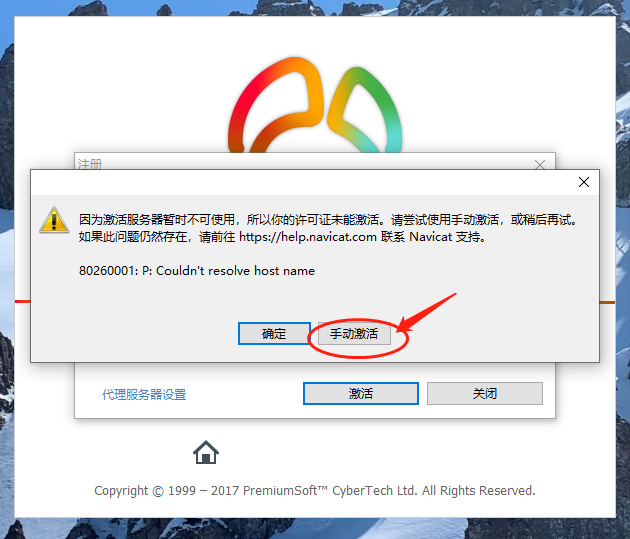 注册
因为激活服务器暂时不可使用，所以你的许可证未能激活。请尝试使用手动激活，或稍后再试。
如果此问题仍然存在，请前往 https://help.navicat.com 联系 Navicat 支持。
80260001: P: Couldn't resolve host name
确定
手动激活
代理服务器设置
激活
关闭
Copyright © 1999 – 2017 PremiumSoft™ CyberTech Ltd. All Rights Reserved.